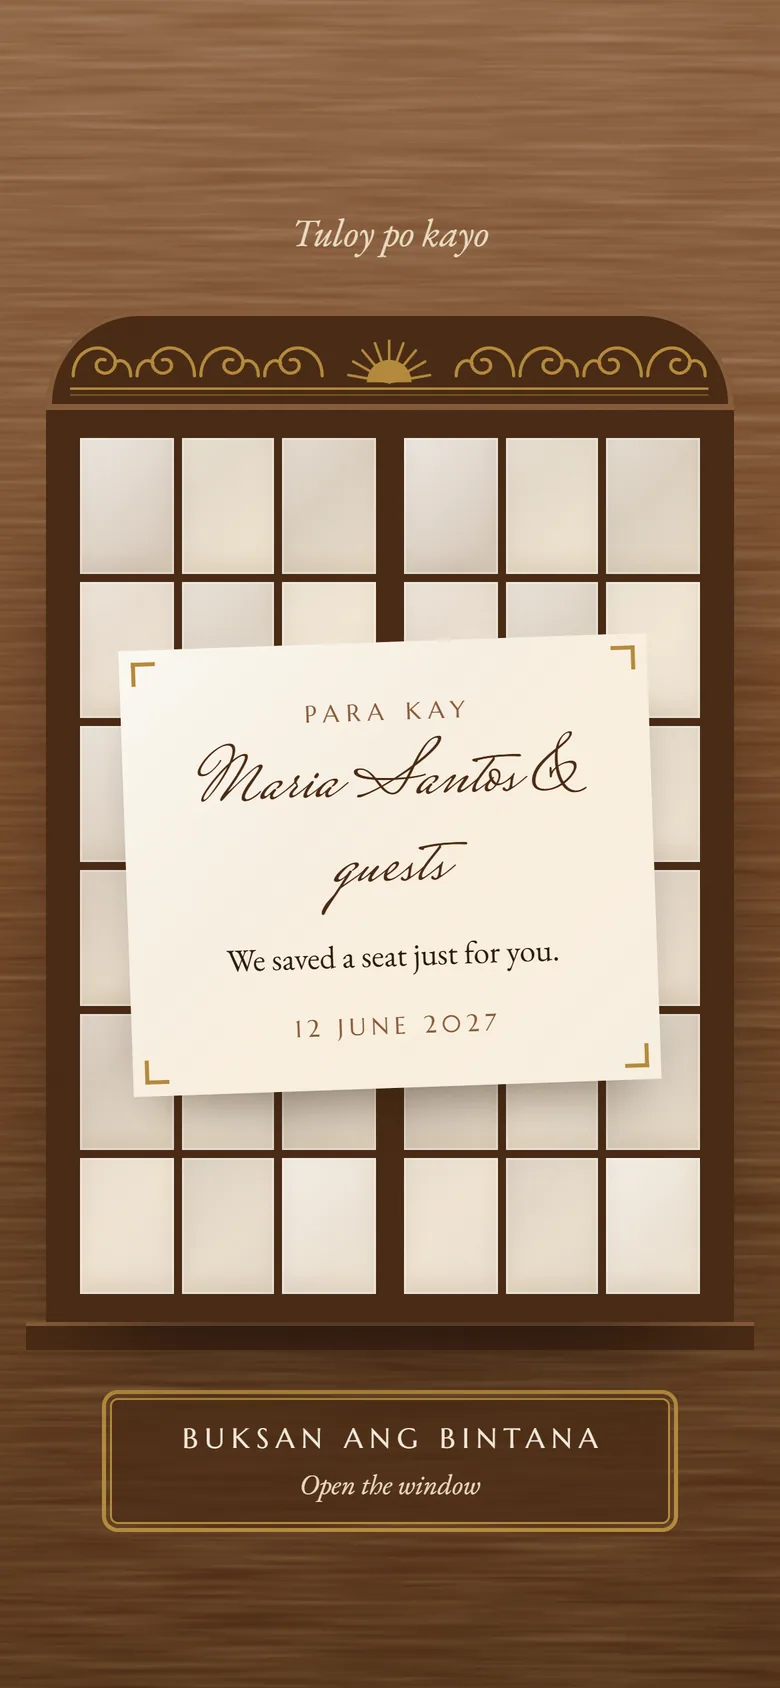 Tuloy po kayo
PARA KAY
Maria Santos &
guests
We saved a seat just for you.
12 JUNE 2027
BUKSAN ANG BINTANA
Open the window